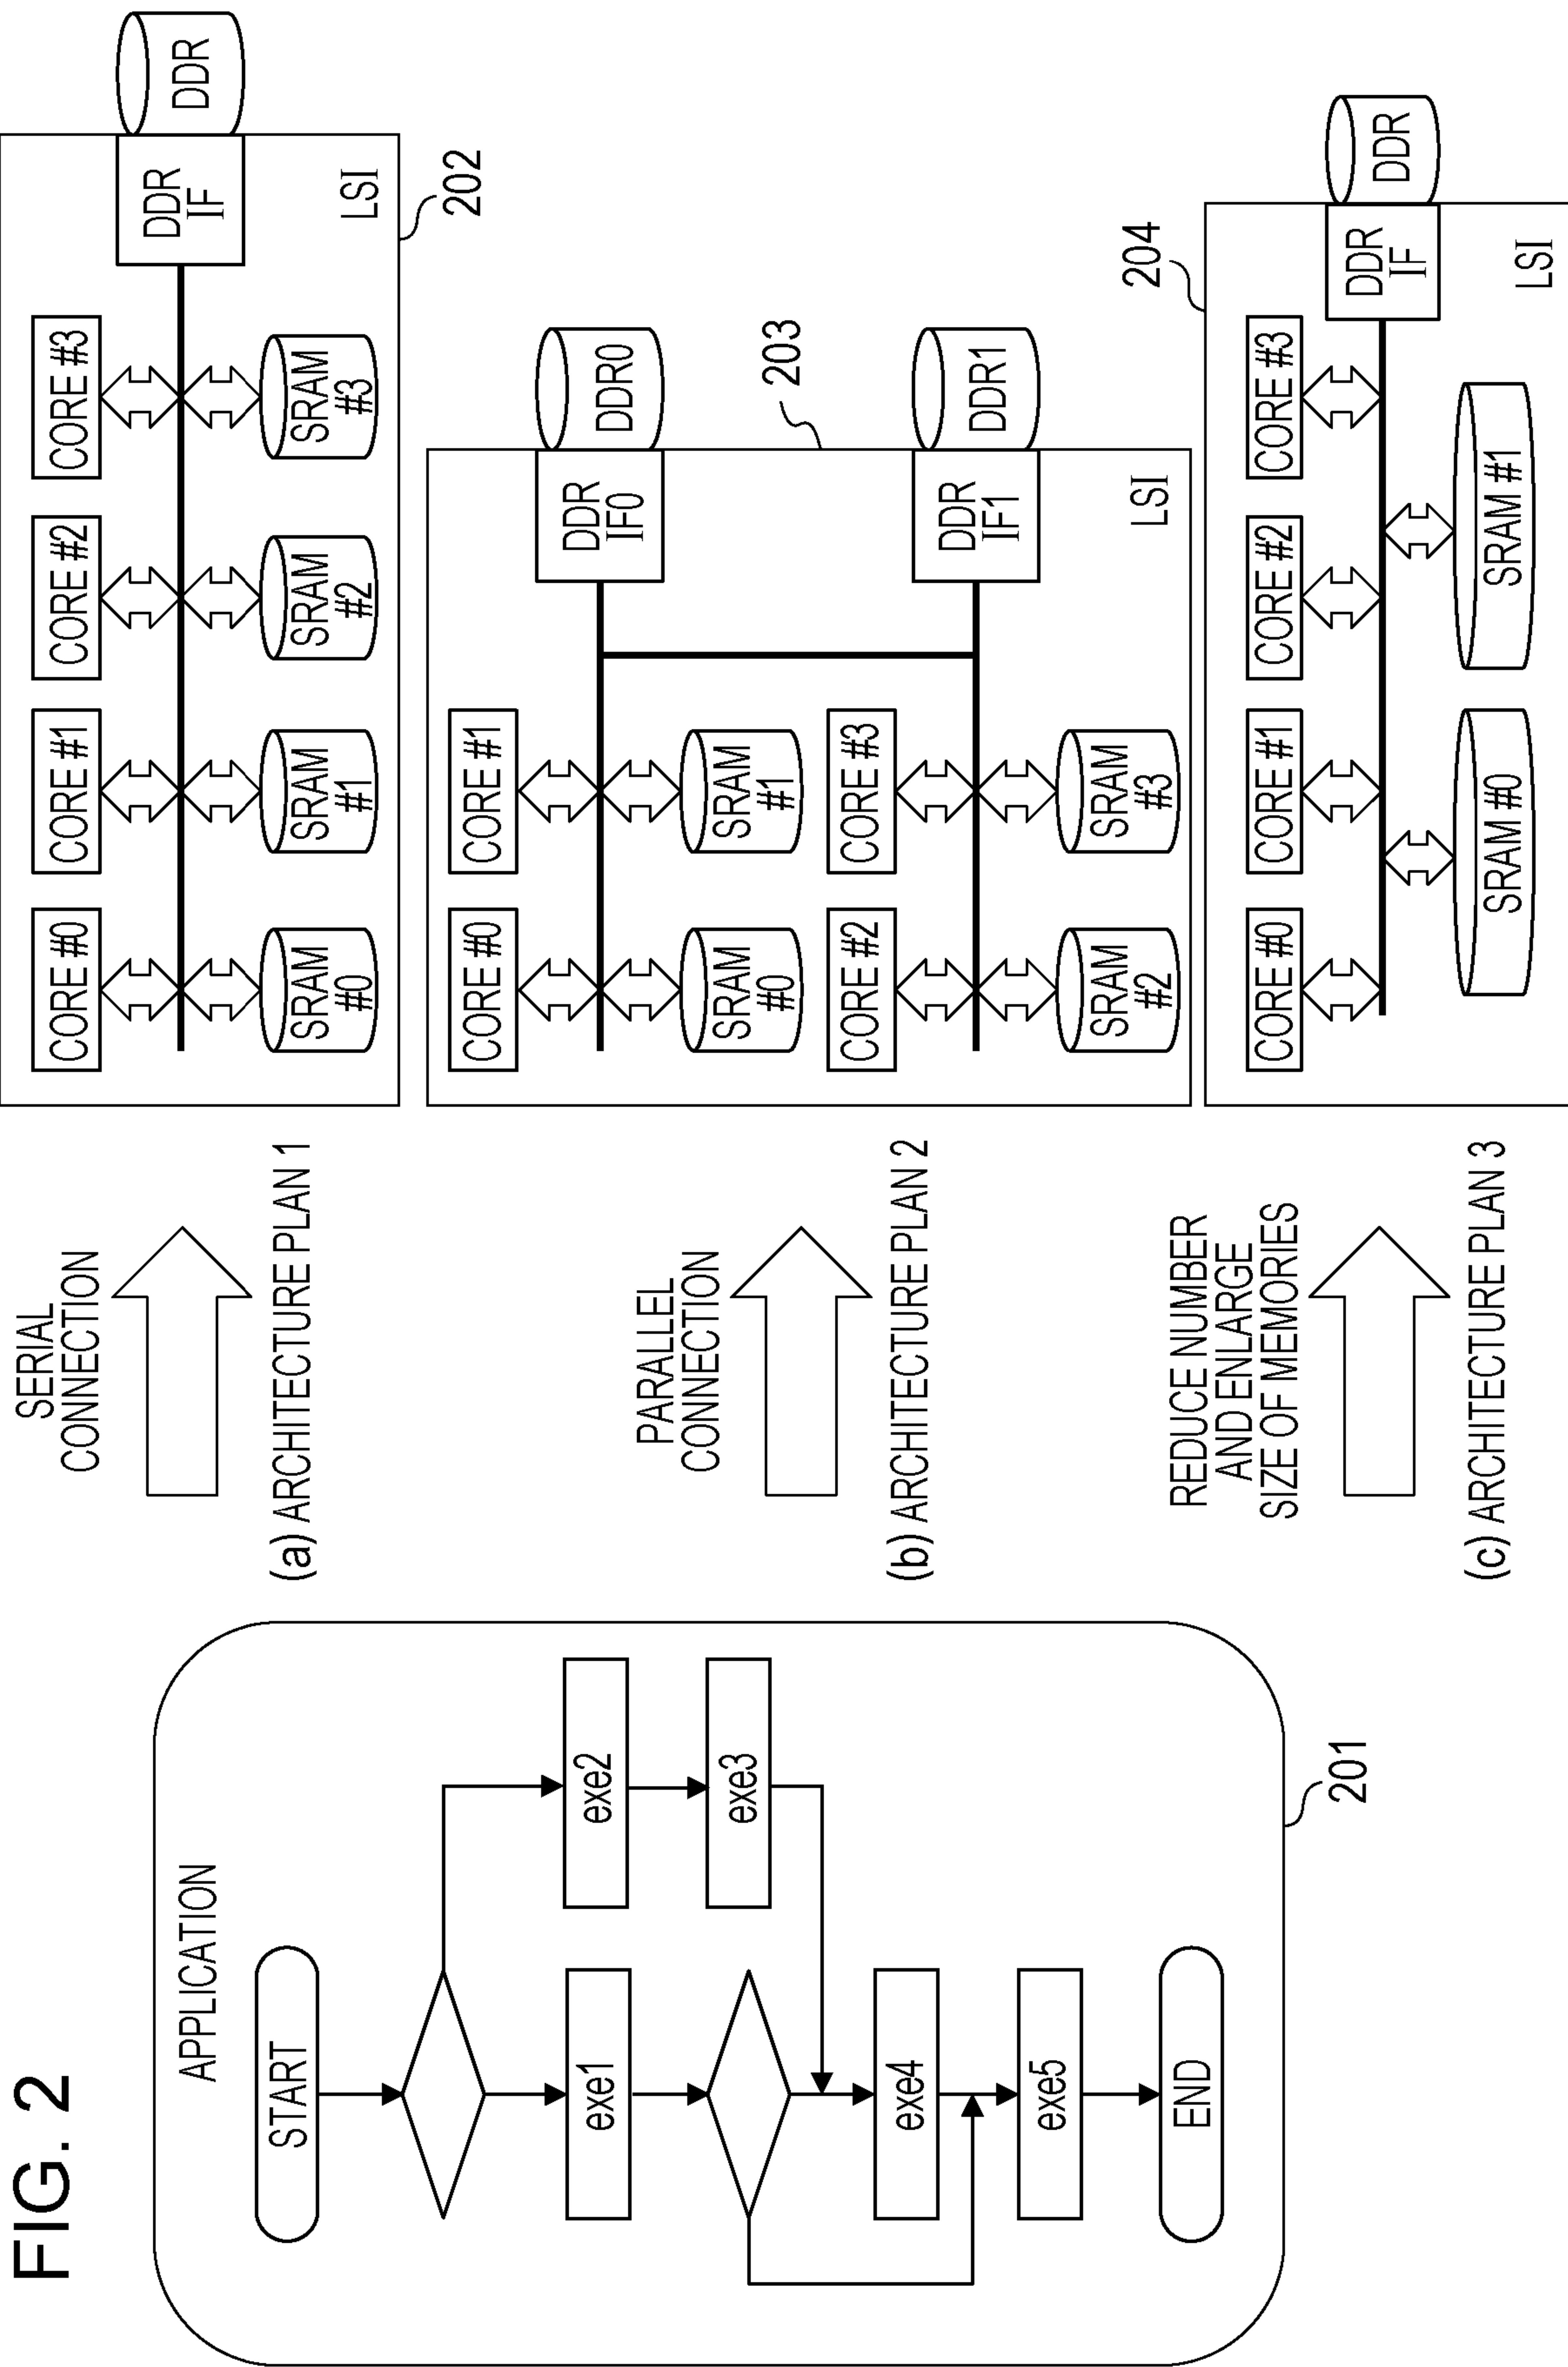 FIG. 2
APPLICATION
START
exe1
exe2
exe3
exe4
exe5
END
201
SERIAL
CONNECTION
(a) ARCHITECTURE PLAN 1
CORE #0
CORE #1
CORE #2
CORE #3
SRAM
#0
SRAM
#1
SRAM
#2
SRAM
#3
DDR
IF
DDR
LSI
202
PARALLEL
CONNECTION
(b) ARCHITECTURE PLAN 2
CORE #0
CORE #1
SRAM
#0
SRAM
#1
DDR
IF0
DDR0
CORE #2
CORE #3
SRAM
#2
SRAM
#3
DDR
IF1
DDR1
LSI
203
REDUCE NUMBER
AND ENLARGE
SIZE OF MEMORIES
(c) ARCHITECTURE PLAN 3
CORE #0
CORE #1
CORE #2
CORE #3
SRAM #0
SRAM #1
DDR
IF
DDR
LSI
204